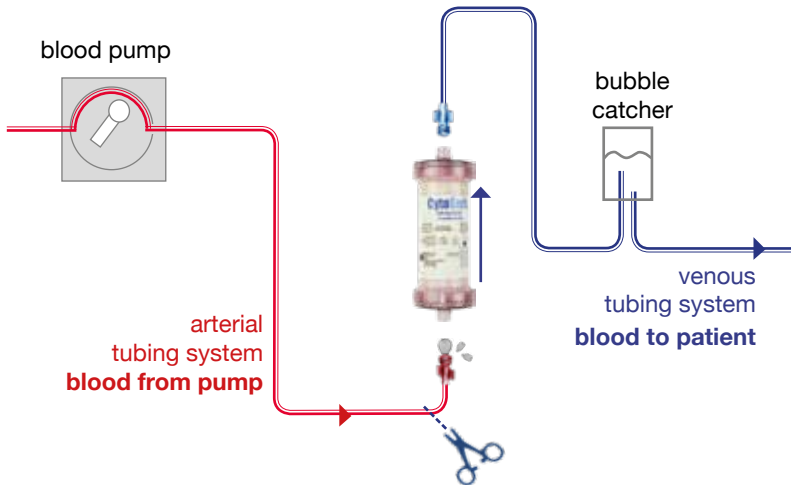 blood pump
bubble
catcher
arterial
tubing system
blood from pump
venous
tubing system
blood to patient